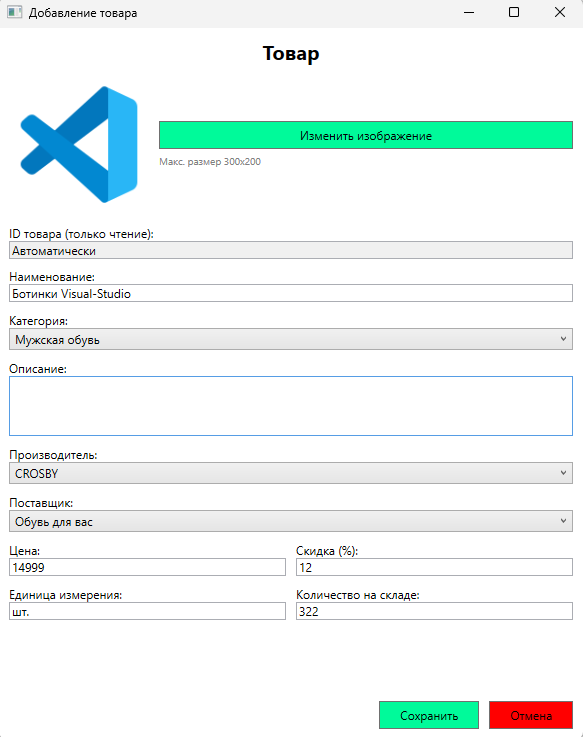 Добавление товара
Товар
Изменить изображение
Макс. размер 300x200
ID товара (только чтение):
Автоматически
Наименование:
Ботинки Visual-Studio
Категория:
Мужская обувь
Описание:
Производитель:
CROSBY
Поставщик:
Обувь для вас
Цена: Скидка (%):
14999 12
Единица измерения: Количество на складе:
шт. 322
Сохранить Отмена